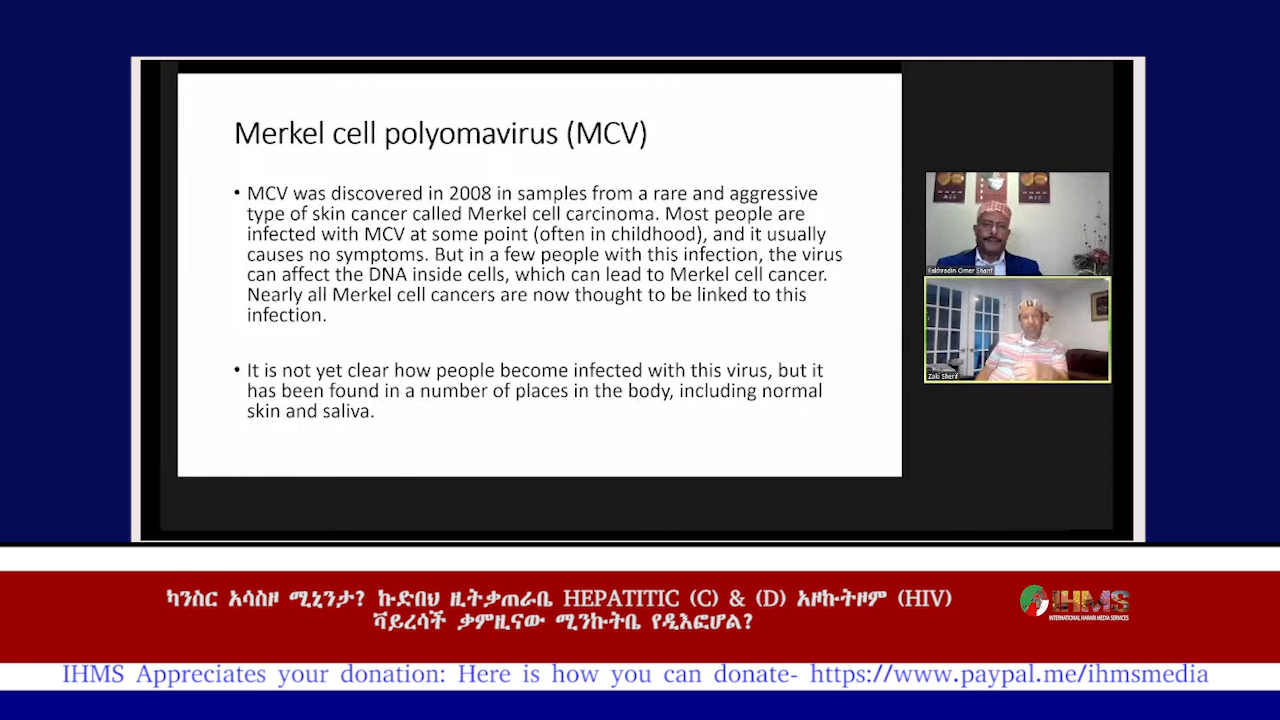 Merkel cell polyomavirus (MCV)
• MCV was discovered in 2008 in samples from a rare and aggressive
type of skin cancer called Merkel cell carcinoma. Most people are
infected with MCV at some point (often in childhood), and it usually
causes no symptoms. But in a few people with this infection, the virus
can affect the DNA inside cells, which can lead to Merkel cell cancer.
Nearly all Merkel cell cancers are now thought to be linked to this
infection.
• It is not yet clear how people become infected with this virus, but it
has been found in a number of places in the body, including normal
skin and saliva.
Fakhradin Omer Sharif
Zaki Sherif
ካንስር አሳስዞ ሚኒንታ? ኩድበህ ዚትቃጠራቤ HEPATITIC (C) & (D) አዞኩትዞም (HIV)
ቫይረሳች ቃምዚናው ሚንኩትቤ የዲእፎሆል?
IHMS
INTERNATIONAL HARARI MEDIA SERVICES
IHMS Appreciates your donation: Here is how you can donate- https://www.paypal.me/ihmsmedia